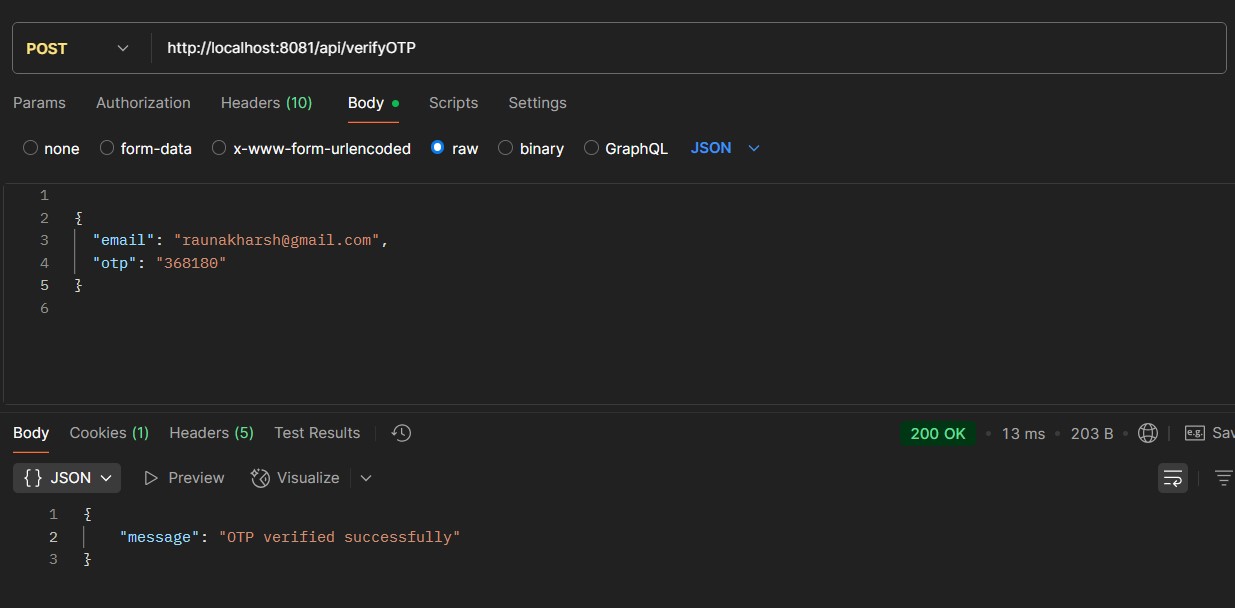 POST http://localhost:8081/api/verifyOTP
Params Authorization Headers (10) Body Scripts Settings
none form-data x-www-form-urlencoded raw binary GraphQL JSON
1
2 {
3 "email": "raunakharsh@gmail.com",
4 "otp": "368180"
5 }
6
Body Cookies (1) Headers (5) Test Results 200 OK • 13 ms • 203 B • e.g. Sav
{} JSON Preview Visualize
1 {
2 "message": "OTP verified successfully"
3 }